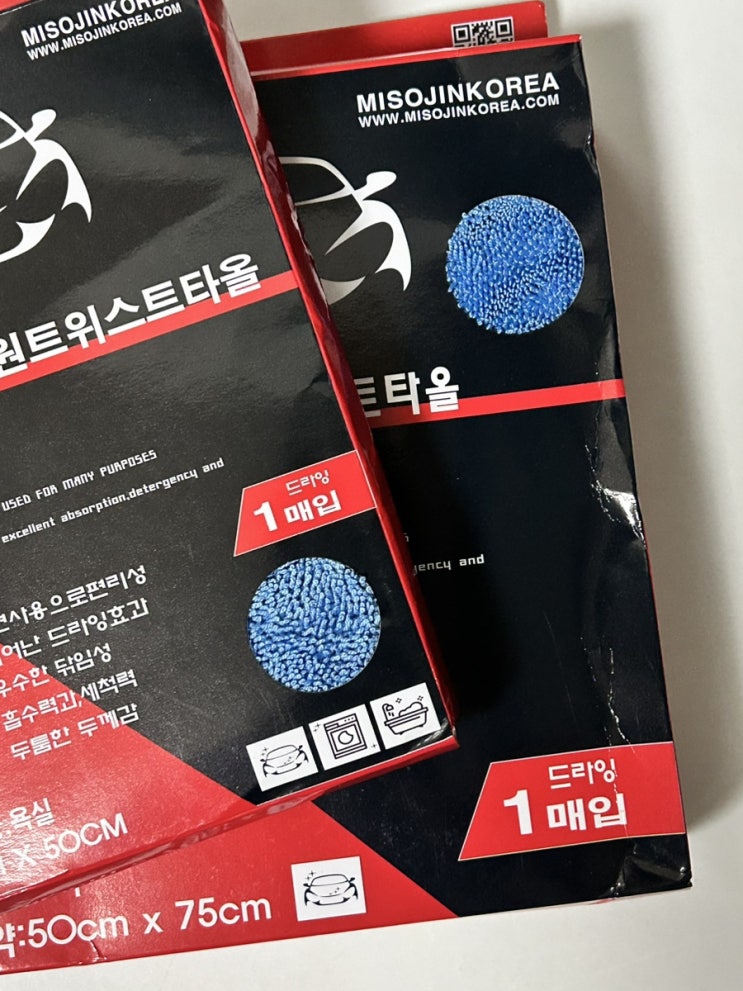 MISOJINKOREA
WWW.MISOJINKOREA.COM
원트위스트타올
USED FOR MANY PURPOSES
excellent absorption.detergency and
드라잉
1매입
면사용으로편리성
어난 드라잉효과
우수한 닦임성
흡수력과,세척력
두툼한 두께감
욕실
X 50CM
MISOJINKOREA
WWW.MISOJINKOREA.COM
트타올
gency and
드라잉
1매입
약:50cm x 75cm